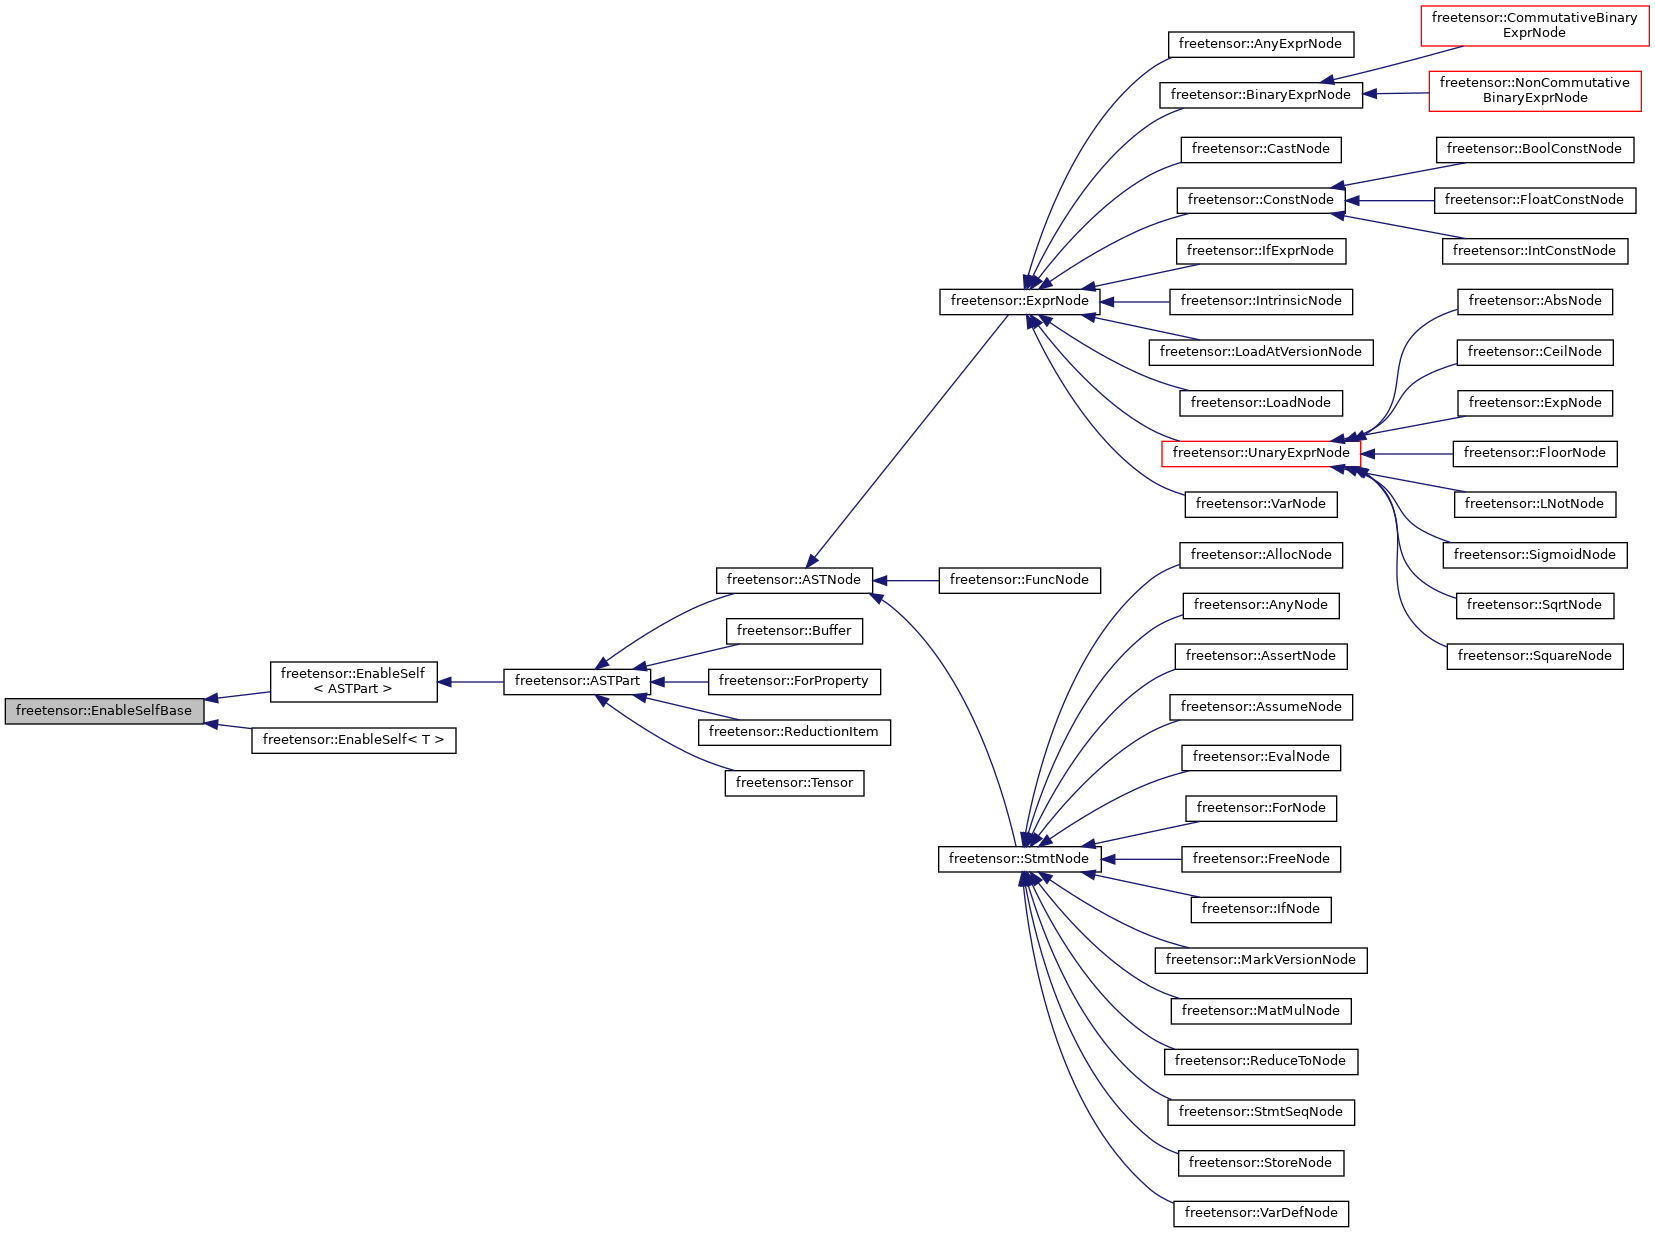 freetensor::EnableSelfBase
freetensor::EnableSelf
< ASTPart >
freetensor::EnableSelf< T >
freetensor::ASTPart
freetensor::ASTNode
freetensor::Buffer
freetensor::ForProperty
freetensor::ReductionItem
freetensor::Tensor
freetensor::ExprNode
freetensor::FuncNode
freetensor::StmtNode
freetensor::AnyExprNode
freetensor::BinaryExprNode
freetensor::CastNode
freetensor::ConstNode
freetensor::IfExprNode
freetensor::IntrinsicNode
freetensor::LoadAtVersionNode
freetensor::LoadNode
freetensor::UnaryExprNode
freetensor::VarNode
freetensor::AllocNode
freetensor::AnyNode
freetensor::AssertNode
freetensor::AssumeNode
freetensor::EvalNode
freetensor::ForNode
freetensor::FreeNode
freetensor::IfNode
freetensor::MarkVersionNode
freetensor::MatMulNode
freetensor::ReduceToNode
freetensor::StmtSeqNode
freetensor::StoreNode
freetensor::VarDefNode
freetensor::CommutativeBinary
ExprNode
freetensor::NonCommutative
BinaryExprNode
freetensor::BoolConstNode
freetensor::FloatConstNode
freetensor::IntConstNode
freetensor::AbsNode
freetensor::CeilNode
freetensor::ExpNode
freetensor::FloorNode
freetensor::LNotNode
freetensor::SigmoidNode
freetensor::SqrtNode
freetensor::SquareNode